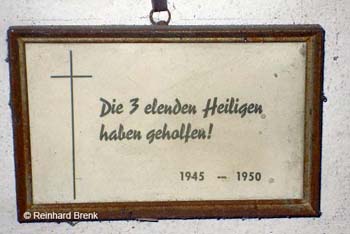 Die 3 elenden Heiligen
haben geholfen!
1945 — 1950
© Reinhard Brenk